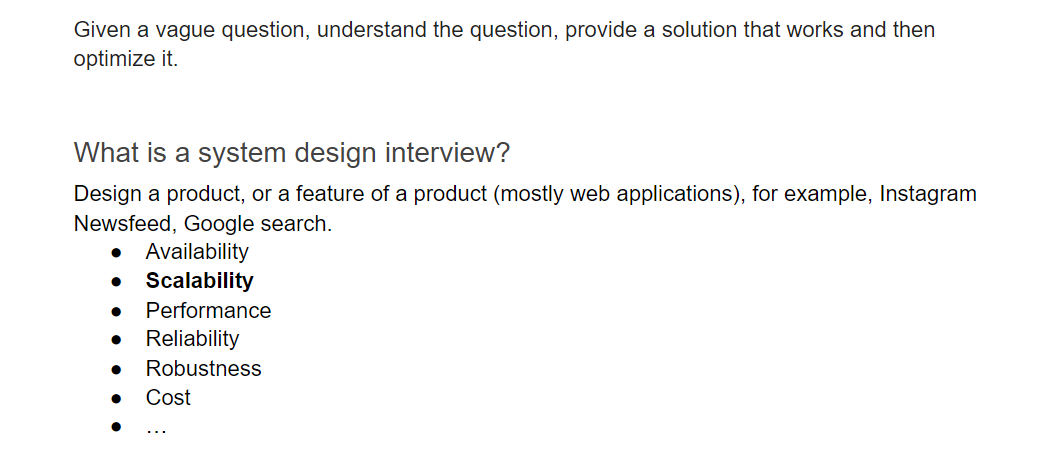 Given a vague question, understand the question, provide a solution that works and then
optimize it.
What is a system design interview?
Design a product, or a feature of a product (mostly web applications), for example, Instagram
Newsfeed, Google search.
● Availability
● Scalability
● Performance
● Reliability
● Robustness
● Cost
● …